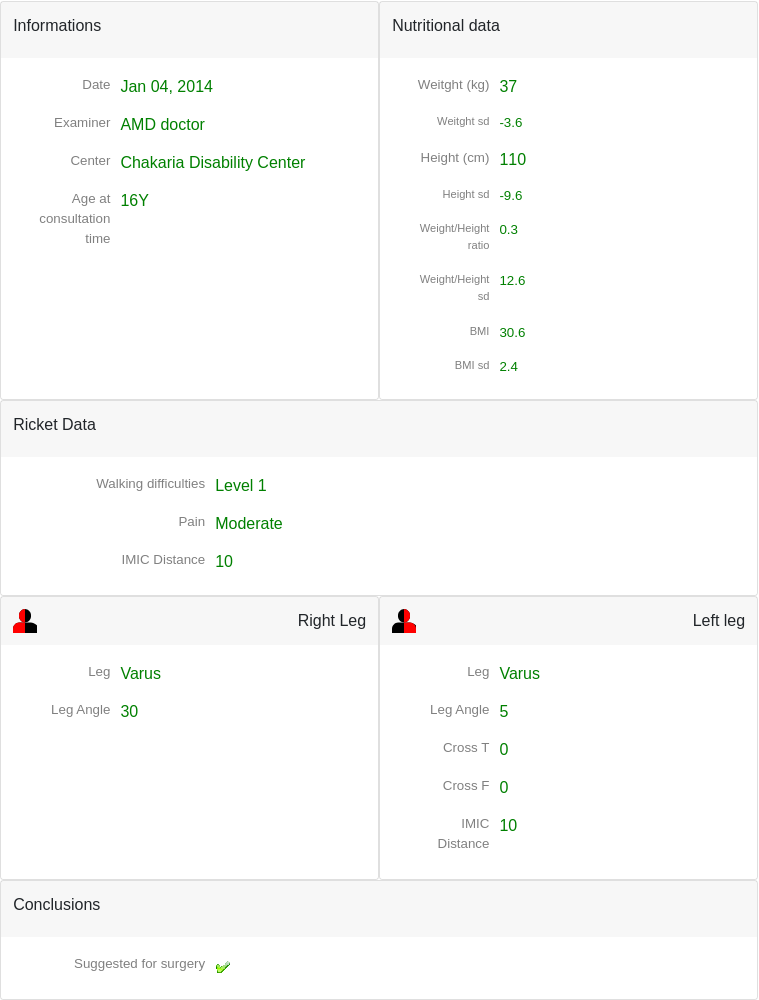 Informations
Date Jan 04, 2014
Examiner AMD doctor
Center Chakaria Disability Center
Age at
consultation
time
16Y
Nutritional data
Weitght (kg) 37
Weitght sd -3.6
Height (cm) 110
Height sd -9.6
Weight/Height
ratio
0.3
Weight/Height
sd
12.6
BMI 30.6
BMI sd 2.4
Ricket Data
Walking difficulties Level 1
Pain Moderate
IMIC Distance 10
Right Leg
Leg Varus
Leg Angle 30
Left leg
Leg Varus
Leg Angle 5
Cross T 0
Cross F 0
IMIC
Distance
10
Conclusions
Suggested for surgery